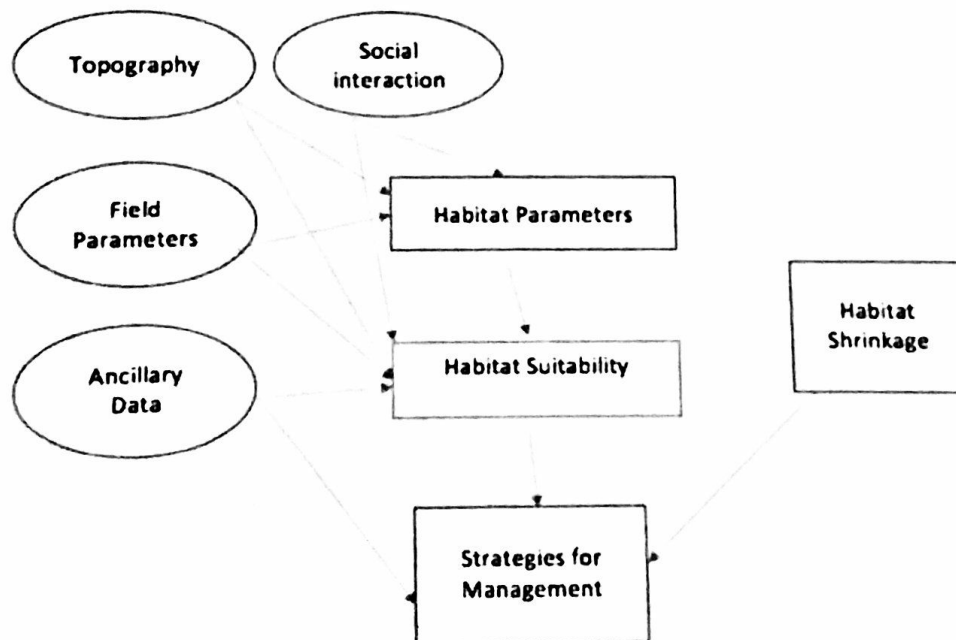 Topography
Social
interaction
Field
Parameters
Habitat Parameters
Habitat
Shrinkage
Ancillary
Data
Habitat Suitability
Strategies for
Management